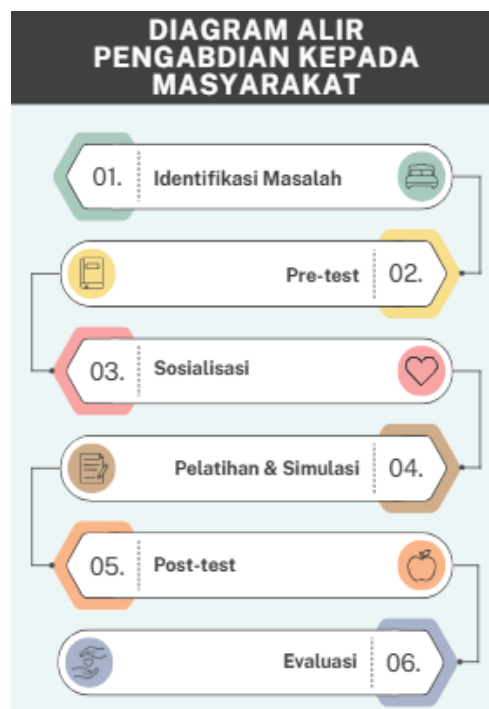 DIAGRAM ALIR
PENGABDIAN KEPADA
MASYARAKAT
01. Identifikasi Masalah
Pre-test 02.
03. Sosialisasi
Pelatihan & Simulasi 04.
05. Post-test
Evaluasi 06.